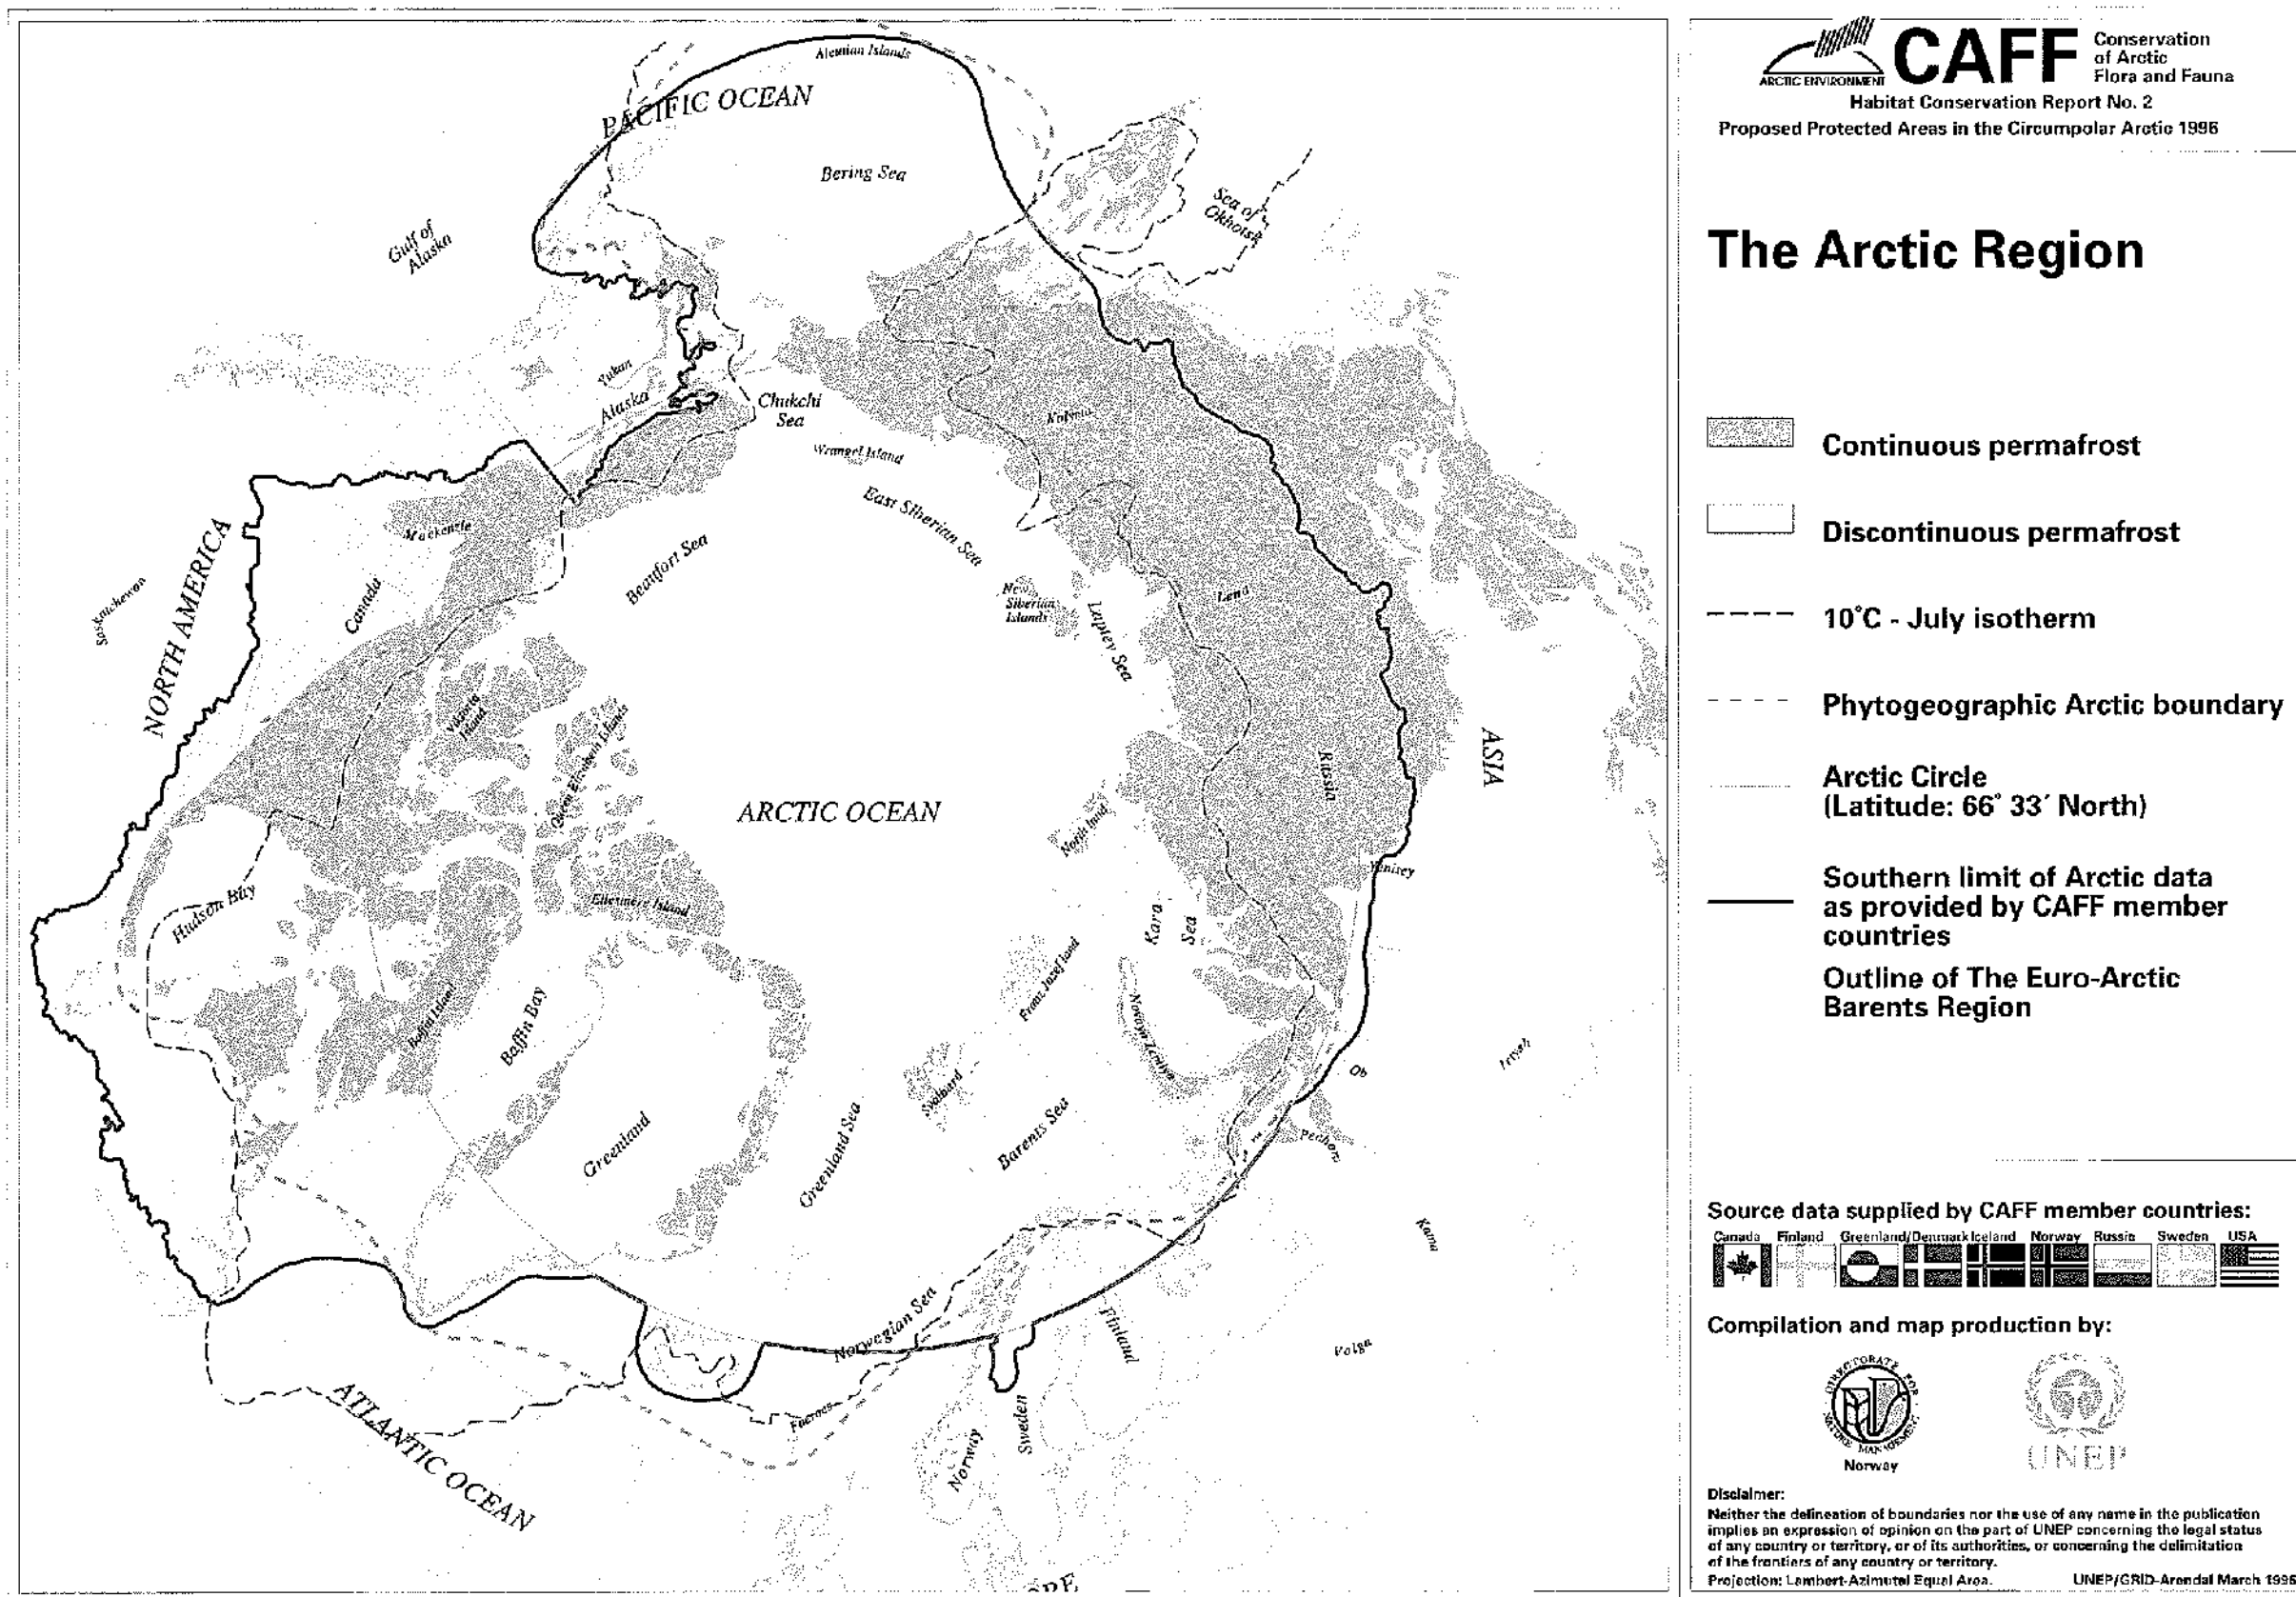 Aleutian Islands
PACIFIC OCEAN
Bering Sea
Gulf of
Alaska
Sea of
Okhotsk
Yukon
Alaska
Chukchi
Sea
Kolyma
Wrangel Island
East Siberian Sea
Mackenzie
Beaufort Sea
NORTH AMERICA
Saskatchewan
Canada
New
Siberian
Islands
Laptev Sea
Lena
Victoria
Island
Queen Elizabeth Islands
Russia
ASIA
ARCTIC OCEAN
North land
Yenisey
Hudson Bay
Ellesmere Island
Kara
Sea
Franz Josef land
Baffin Island
Baffin Bay
Novaya Zemlya
Irtysh
Ob
Svalbard
Greenland
Greenland Sea
Barents Sea
Pechora
Kama
Norwegian Sea
Finland
Volga
ATLANTIC OCEAN
Faeroes
Norway
Sweden
ARCTIC ENVIRONMENT
CAFF
Conservation
of Arctic
Flora and Fauna
Habitat Conservation Report No. 2
Proposed Protected Areas in the Circumpolar Arctic 1996
The Arctic Region
Continuous permafrost
Discontinuous permafrost
10°C - July isotherm
Phytogeographic Arctic boundary
Arctic Circle
(Latitude: 66° 33´ North)
Southern limit of Arctic data
as provided by CAFF member
countries
Outline of The Euro-Arctic
Barents Region
Source data supplied by CAFF member countries:
Canada Finland Greenland/Denmark Iceland Norway Russia Sweden USA
Compilation and map production by:
DIRECTORATE FOR
NATURE MANAGEMENT
Norway
UNEP
Disclaimer:
Neither the delineation of boundaries nor the use of any name in the publication
implies an expression of opinion on the part of UNEP concerning the legal status
of any country or territory, or of its authorities, or concerning the delimitation
of the frontiers of any country or territory.
Projection: Lambert-Azimutal Equal Area.
UNEP/GRID-Arendal March 1996